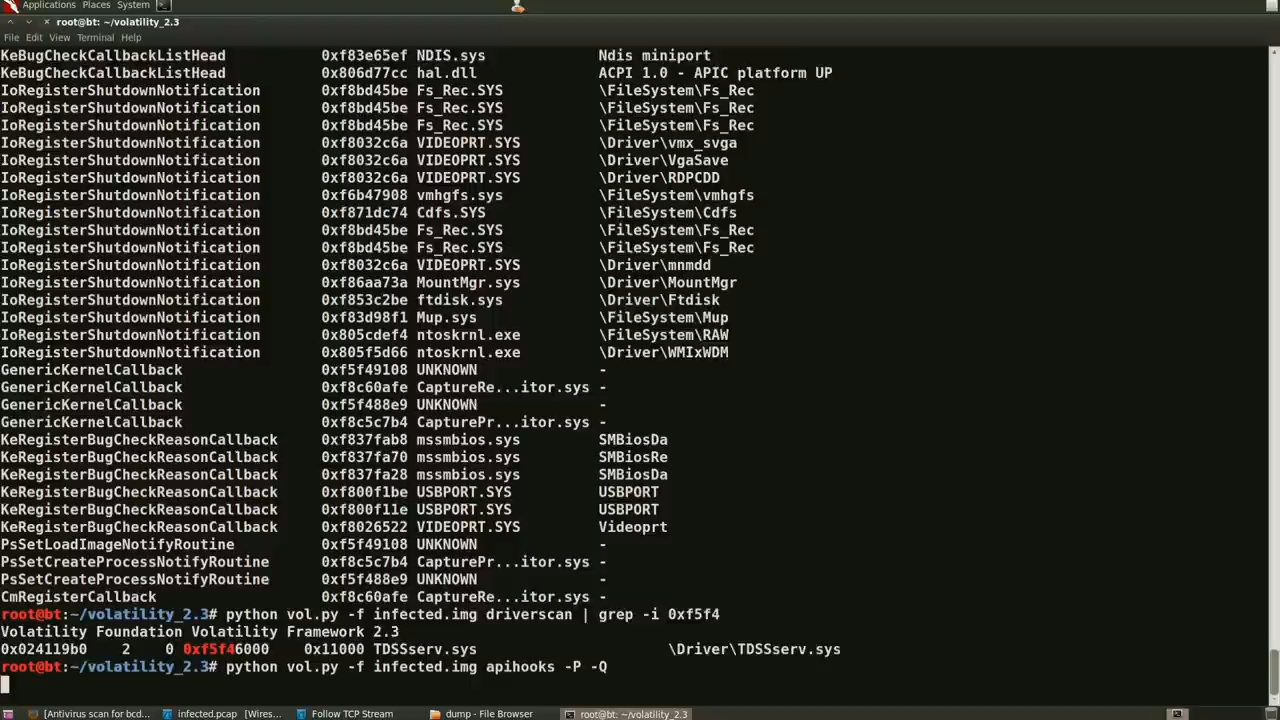 Applications Places System
root@bt: ~/volatility_2.3
File Edit View Terminal Help
KeBugCheckCallbackListHead 0xf83e65ef NDIS.sys Ndis miniport
KeBugCheckCallbackListHead 0x806d77cc hal.dll ACPI 1.0 - APIC platform UP
IoRegisterShutdownNotification 0xf8bd45be Fs_Rec.SYS \FileSystem\Fs_Rec
IoRegisterShutdownNotification 0xf8bd45be Fs_Rec.SYS \FileSystem\Fs_Rec
IoRegisterShutdownNotification 0xf8bd45be Fs_Rec.SYS \FileSystem\Fs_Rec
IoRegisterShutdownNotification 0xf8032c6a VIDEOPRT.SYS \Driver\vmx_svga
IoRegisterShutdownNotification 0xf8032c6a VIDEOPRT.SYS \Driver\VgaSave
IoRegisterShutdownNotification 0xf8032c6a VIDEOPRT.SYS \Driver\RDPCDD
IoRegisterShutdownNotification 0xf6b47908 vmhgfs.sys \FileSystem\vmhgfs
IoRegisterShutdownNotification 0xf871dc74 Cdfs.SYS \FileSystem\Cdfs
IoRegisterShutdownNotification 0xf8bd45be Fs_Rec.SYS \FileSystem\Fs_Rec
IoRegisterShutdownNotification 0xf8bd45be Fs_Rec.SYS \FileSystem\Fs_Rec
IoRegisterShutdownNotification 0xf8032c6a VIDEOPRT.SYS \Driver\mnmdd
IoRegisterShutdownNotification 0xf86aa73a MountMgr.sys \Driver\MountMgr
IoRegisterShutdownNotification 0xf853c2be ftdisk.sys \Driver\Ftdisk
IoRegisterShutdownNotification 0xf83d98f1 Mup.sys \FileSystem\Mup
IoRegisterShutdownNotification 0x805cdef4 ntoskrnl.exe \FileSystem\RAW
IoRegisterShutdownNotification 0x805f5d66 ntoskrnl.exe \Driver\WMIxWDM
GenericKernelCallback 0xf5f49108 UNKNOWN -
GenericKernelCallback 0xf8c60afe CaptureRe...itor.sys -
GenericKernelCallback 0xf5f488e9 UNKNOWN -
GenericKernelCallback 0xf8c5c7b4 CapturePr...itor.sys -
KeRegisterBugCheckReasonCallback 0xf837fab8 mssmbios.sys SMBiosDa
KeRegisterBugCheckReasonCallback 0xf837fa70 mssmbios.sys SMBiosRe
KeRegisterBugCheckReasonCallback 0xf837fa28 mssmbios.sys SMBiosDa
KeRegisterBugCheckReasonCallback 0xf800f1be USBPORT.SYS USBPORT
KeRegisterBugCheckReasonCallback 0xf800f11e USBPORT.SYS USBPORT
KeRegisterBugCheckReasonCallback 0xf8026522 VIDEOPRT.SYS Videoprt
PsSetLoadImageNotifyRoutine 0xf5f49108 UNKNOWN -
PsSetCreateProcessNotifyRoutine 0xf8c5c7b4 CapturePr...itor.sys -
PsSetCreateProcessNotifyRoutine 0xf5f488e9 UNKNOWN -
CmRegisterCallback 0xf8c60afe CaptureRe...itor.sys -
root@bt:~/volatility_2.3# python vol.py -f infected.img driverscan | grep -i 0xf5f4
Volatility Foundation Volatility Framework 2.3
0x024119b0 2 0 0xf5f46000 0x11000 TDSSserv.sys \Driver\TDSSserv.sys
root@bt:~/volatility_2.3# python vol.py -f infected.img apihooks -P -Q
[Antivirus scan for bcd... infected.pcap [Wires... Follow TCP Stream dump - File Browser root@bt: ~/volatility_2.3